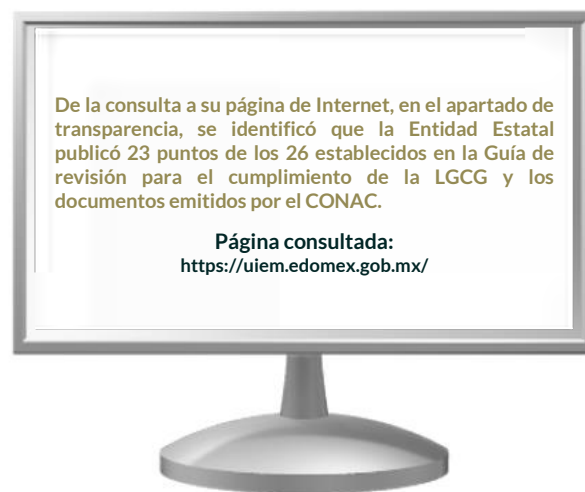 De la consulta a su página de Internet, en el apartado de
transparencia, se identificó que la Entidad Estatal
publicó 23 puntos de los 26 establecidos en la Guía de
revisión para el cumplimiento de la LGCG y los
documentos emitidos por el CONAC.
Página consultada:
https://uiem.edomex.gob.mx/